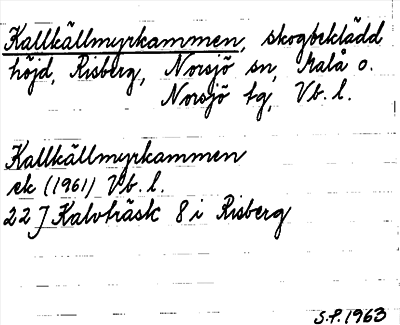 Kallkällmyrkammen, skogbeklädd
höjd, Risberg, Norsjö sn, Malå o.
Norsjö tg, Vb. l.
Kallkällmyrkammen
ek (1961) Vb. l.
22 J Kalvträsk 8 i Risberg
S.P. 1963